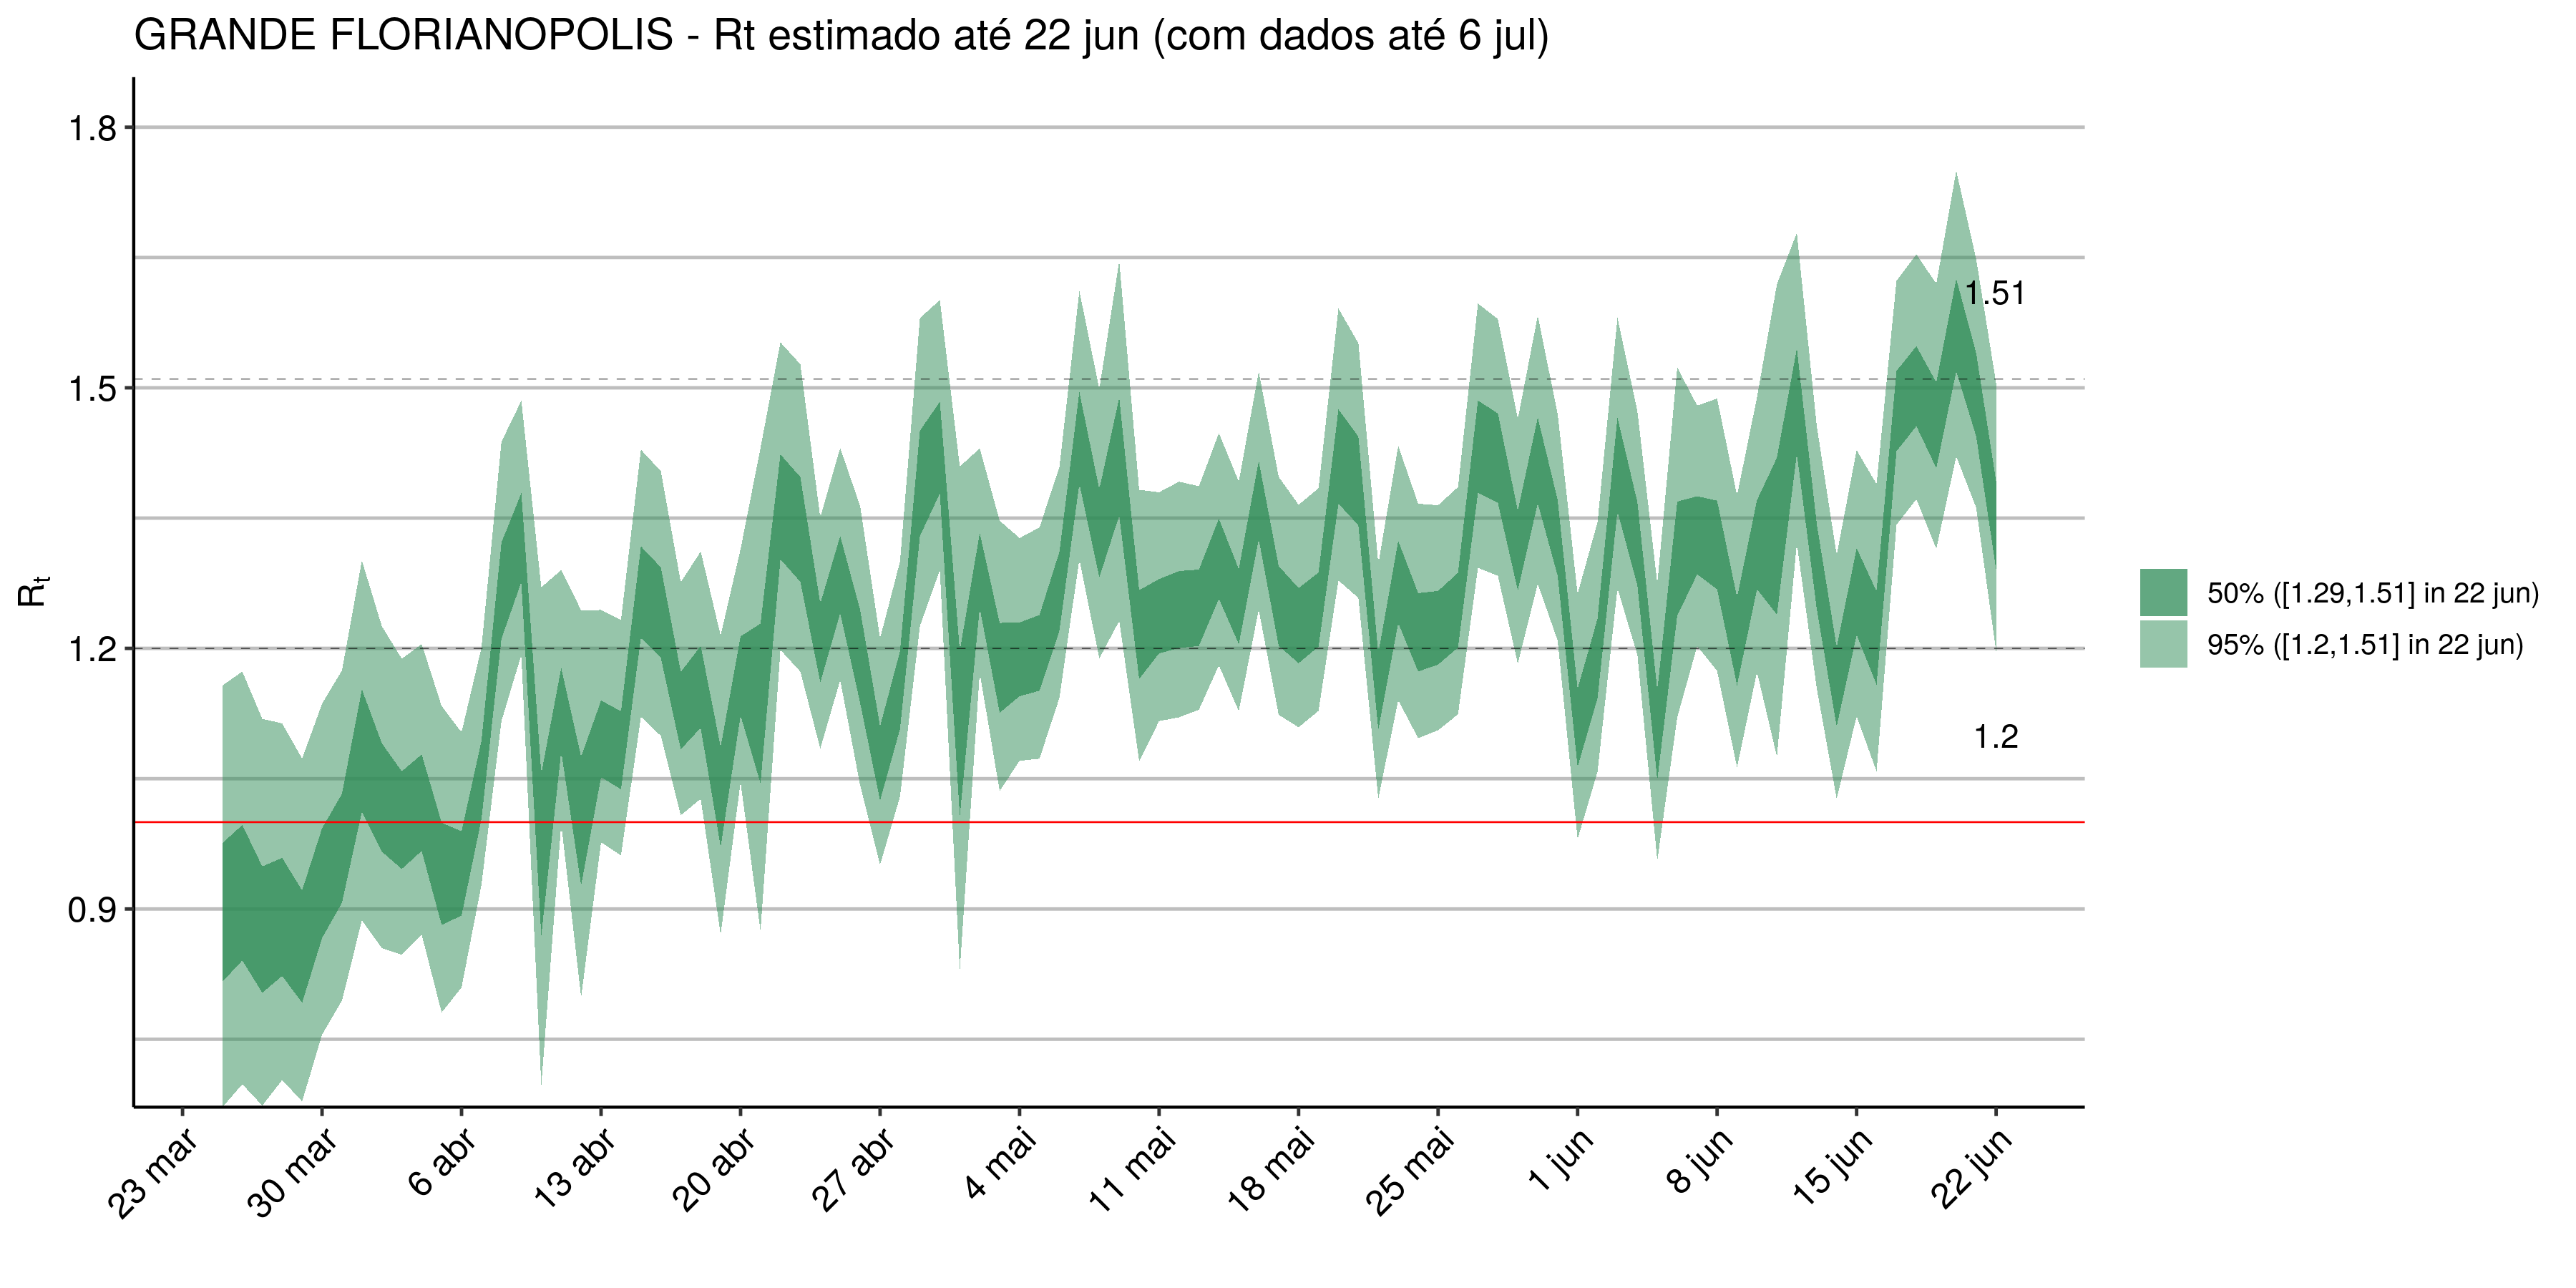 GRANDE FLORIANOPOLIS - Rt estimado até 22 jun (com dados até 6 jul)
1.8
1.5
1.2
0.9
Rt
1.51
1.2
50% ([1.29,1.51] in 22 jun)
95% ([1.2,1.51] in 22 jun)
23 mar
30 mar
6 abr
13 abr
20 abr
27 abr
4 mai
11 mai
18 mai
25 mai
1 jun
8 jun
15 jun
22 jun